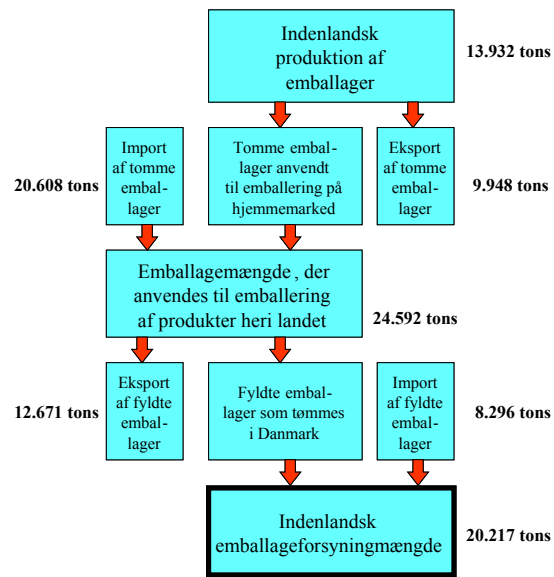 Indenlandsk
produktion af
emballager
13.932 tons
Import
af tomme
embal-
lager
20.608 tons
Tomme embal-
lager anvendt
til emballering på
hjemmemarked
Eksport
af tomme
embal-
lager
9.948 tons
Emballagemængde , der
anvendes til emballering
af produkter heri landet
24.592 tons
Eksport
af fyldte
embal-
lager
12.671 tons
Fyldte embal-
lager som tømmes
i Danmark
Import
af fyldte
embal-
lager
8.296 tons
Indenlandsk
emballageforsyningmængde
20.217 tons